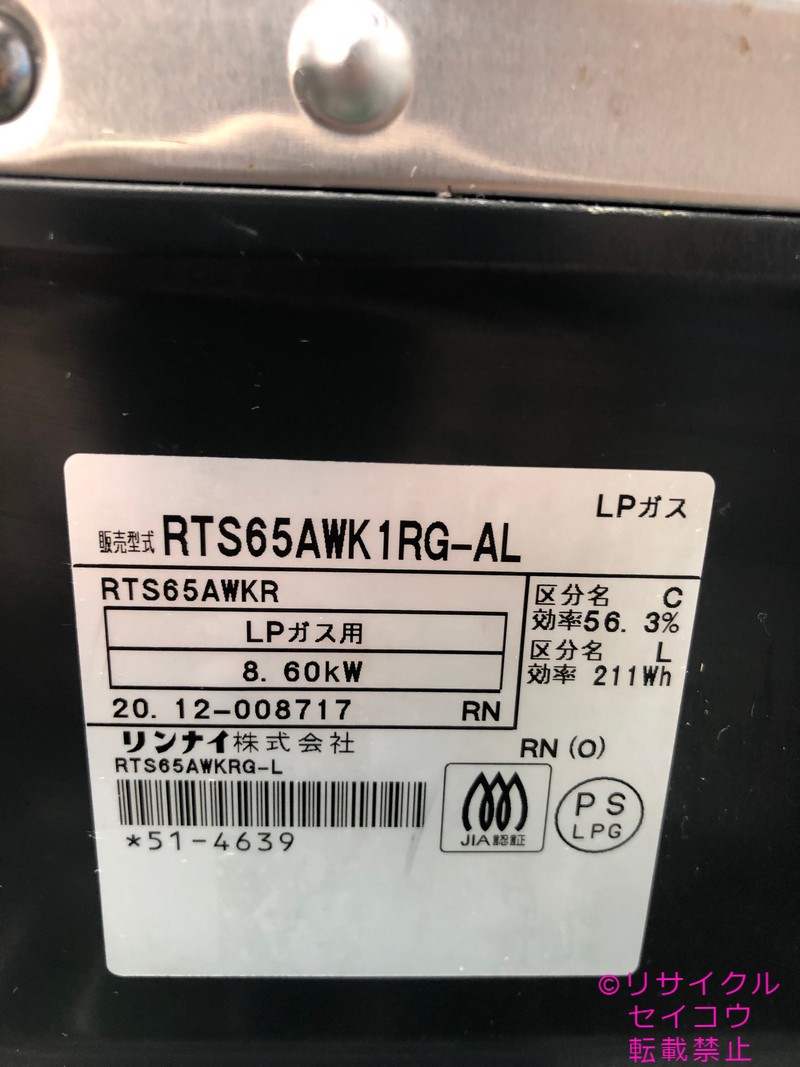 LPガス
販売型式 RTS65AWK1RG-AL
RTS65AWKR
LPガス用
8.60kW
20.12-008717 RN
区分名 C
効率56.3%
区分名 L
効率 211Wh
リンナイ株式会社
RN(O)
RTS65AWKRG-L
*51-4639
JIA認証
PS
LPG
©リサイクル
セイコウ
転載禁止